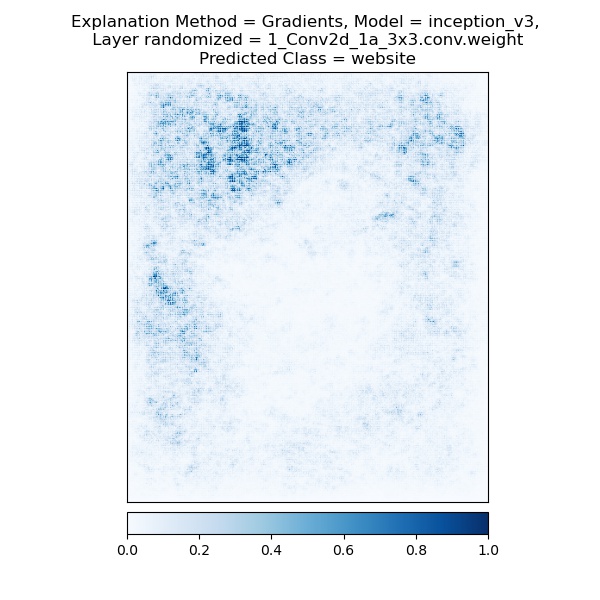 Explanation Method = Gradients, Model = inception_v3,
Layer randomized = 1_Conv2d_1a_3x3.conv.weight
Predicted Class = website
0.0 0.2 0.4 0.6 0.8 1.0